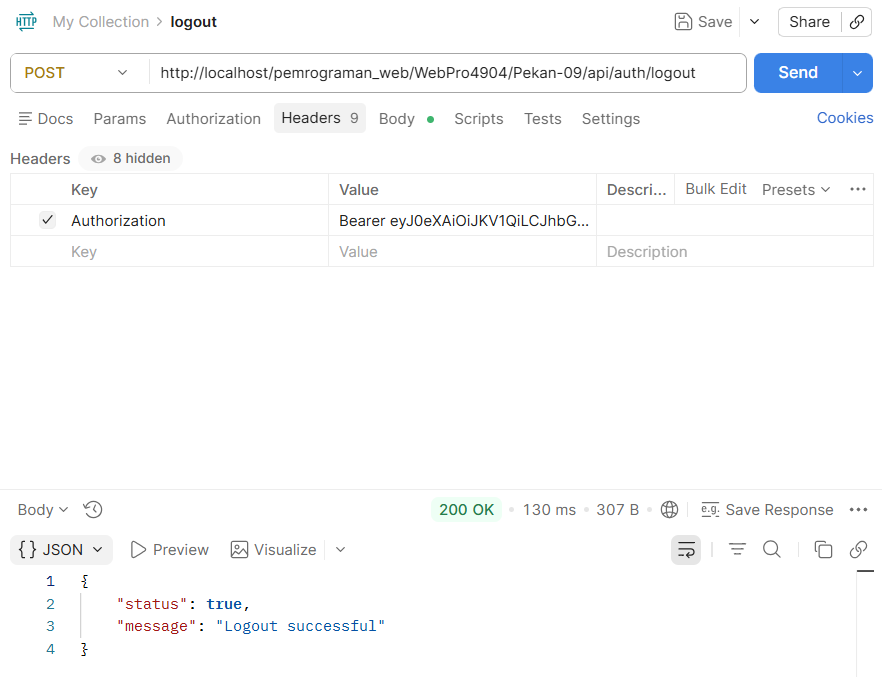 HTTP My Collection > logout Save Share
POST http://localhost/pemrograman_web/WebPro4904/Pekan-09/api/auth/logout Send
Docs Params Authorization Headers 9 Body Scripts Tests Settings Cookies
Headers 8 hidden
Key Value Descri... Bulk Edit Presets
Authorization Bearer eyJ0eXAiOiJKV1QiLCJhbG...
Key Value Description
Body 200 OK 130 ms 307 B e.g. Save Response
{} JSON Preview Visualize
1 {
2 "status": true,
3 "message": "Logout successful"
4 }